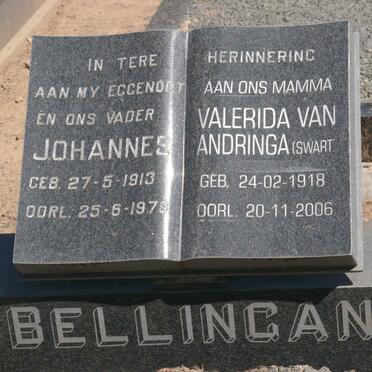 IN TERE HERINNERING
AAN MY EGGENOOT
EN ONS VADER
JOHANNES
GEB. 27-5-1913
OORL. 25-6-1973
AAN ONS MAMMA
VALERIDA VAN
ANDRINGA (SWART
GEB. 24-02-1918
OORL. 20-11-2006
BELLINGAN